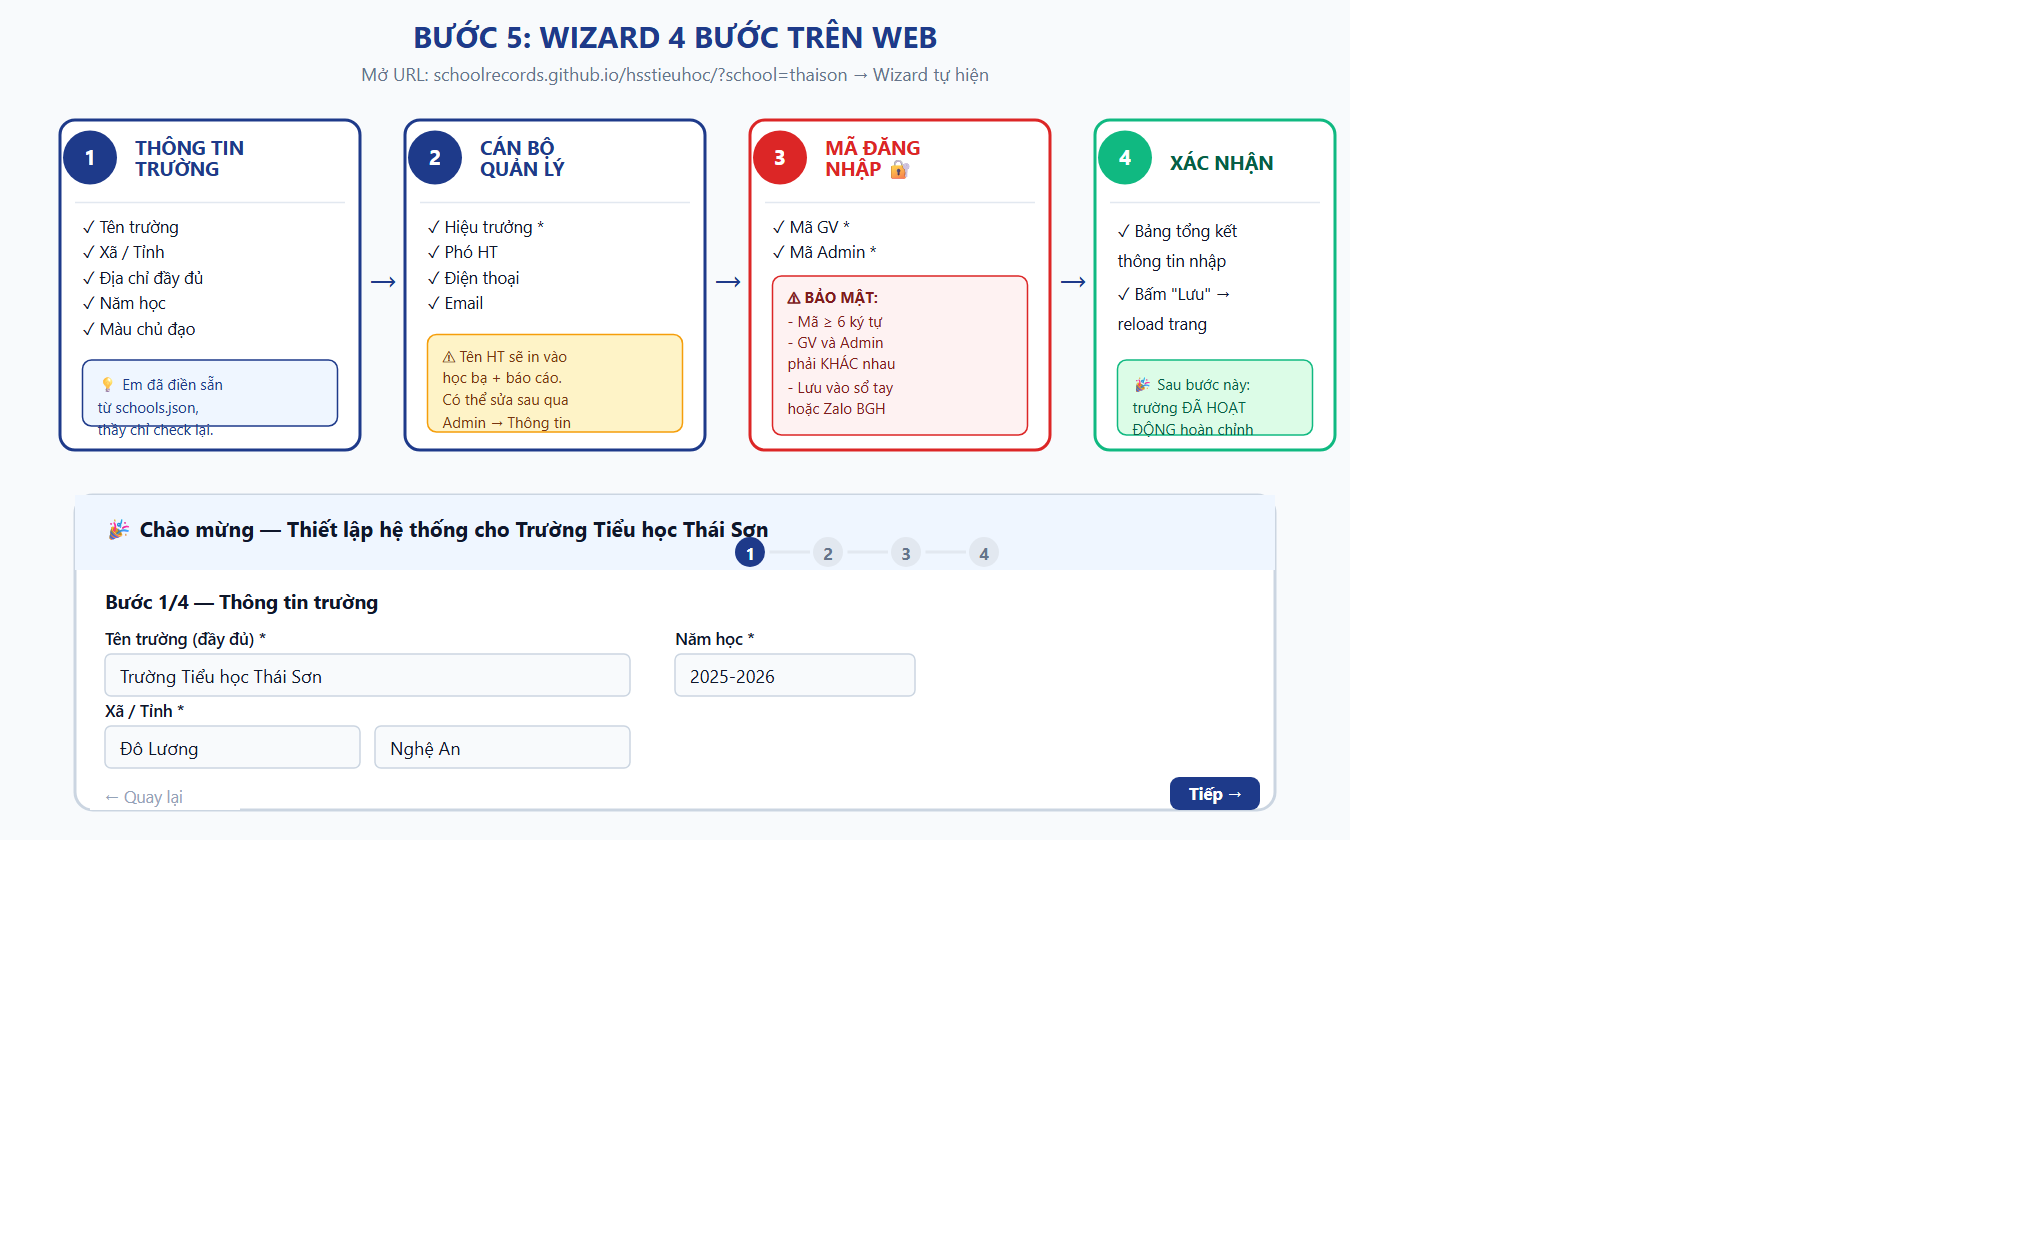 BƯỚC 5: WIZARD 4 BƯỚC TRÊN WEB
Mở URL: schoolrecords.github.io/hsstieuhoc/?school=thaison → Wizard tự hiện
1
THÔNG TIN
TRƯỜNG
✓ Tên trường
✓ Xã / Tỉnh
✓ Địa chỉ đầy đủ
✓ Năm học
✓ Màu chủ đạo
💡 Em đã điền sẵn
từ schools.json,
thầy chỉ check lại.
→
2
CÁN BỘ
QUẢN LÝ
✓ Hiệu trưởng *
✓ Phó HT
✓ Điện thoại
✓ Email
⚠ Tên HT sẽ in vào
học bạ + báo cáo.
Có thể sửa sau qua
Admin → Thông tin
→
3
MÃ ĐĂNG
NHẬP 🔐
✓ Mã GV *
✓ Mã Admin *
⚠ BẢO MẬT:
- Mã ≥ 6 ký tự
- GV và Admin
phải KHÁC nhau
- Lưu vào sổ tay
hoặc Zalo BGH
→
4
XÁC NHẬN
✓ Bảng tổng kết
thông tin nhập
✓ Bấm "Lưu" →
reload trang
🎉 Sau bước này:
trường ĐÃ HOẠT
ĐỘNG hoàn chỉnh
🎉 Chào mừng — Thiết lập hệ thống cho Trường Tiểu học Thái Sơn
1 2 3 4
Bước 1/4 — Thông tin trường
Tên trường (đầy đủ) * Năm học *
Trường Tiểu học Thái Sơn 2025-2026
Xã / Tỉnh *
Đô Lương Nghệ An
← Quay lại Tiếp →